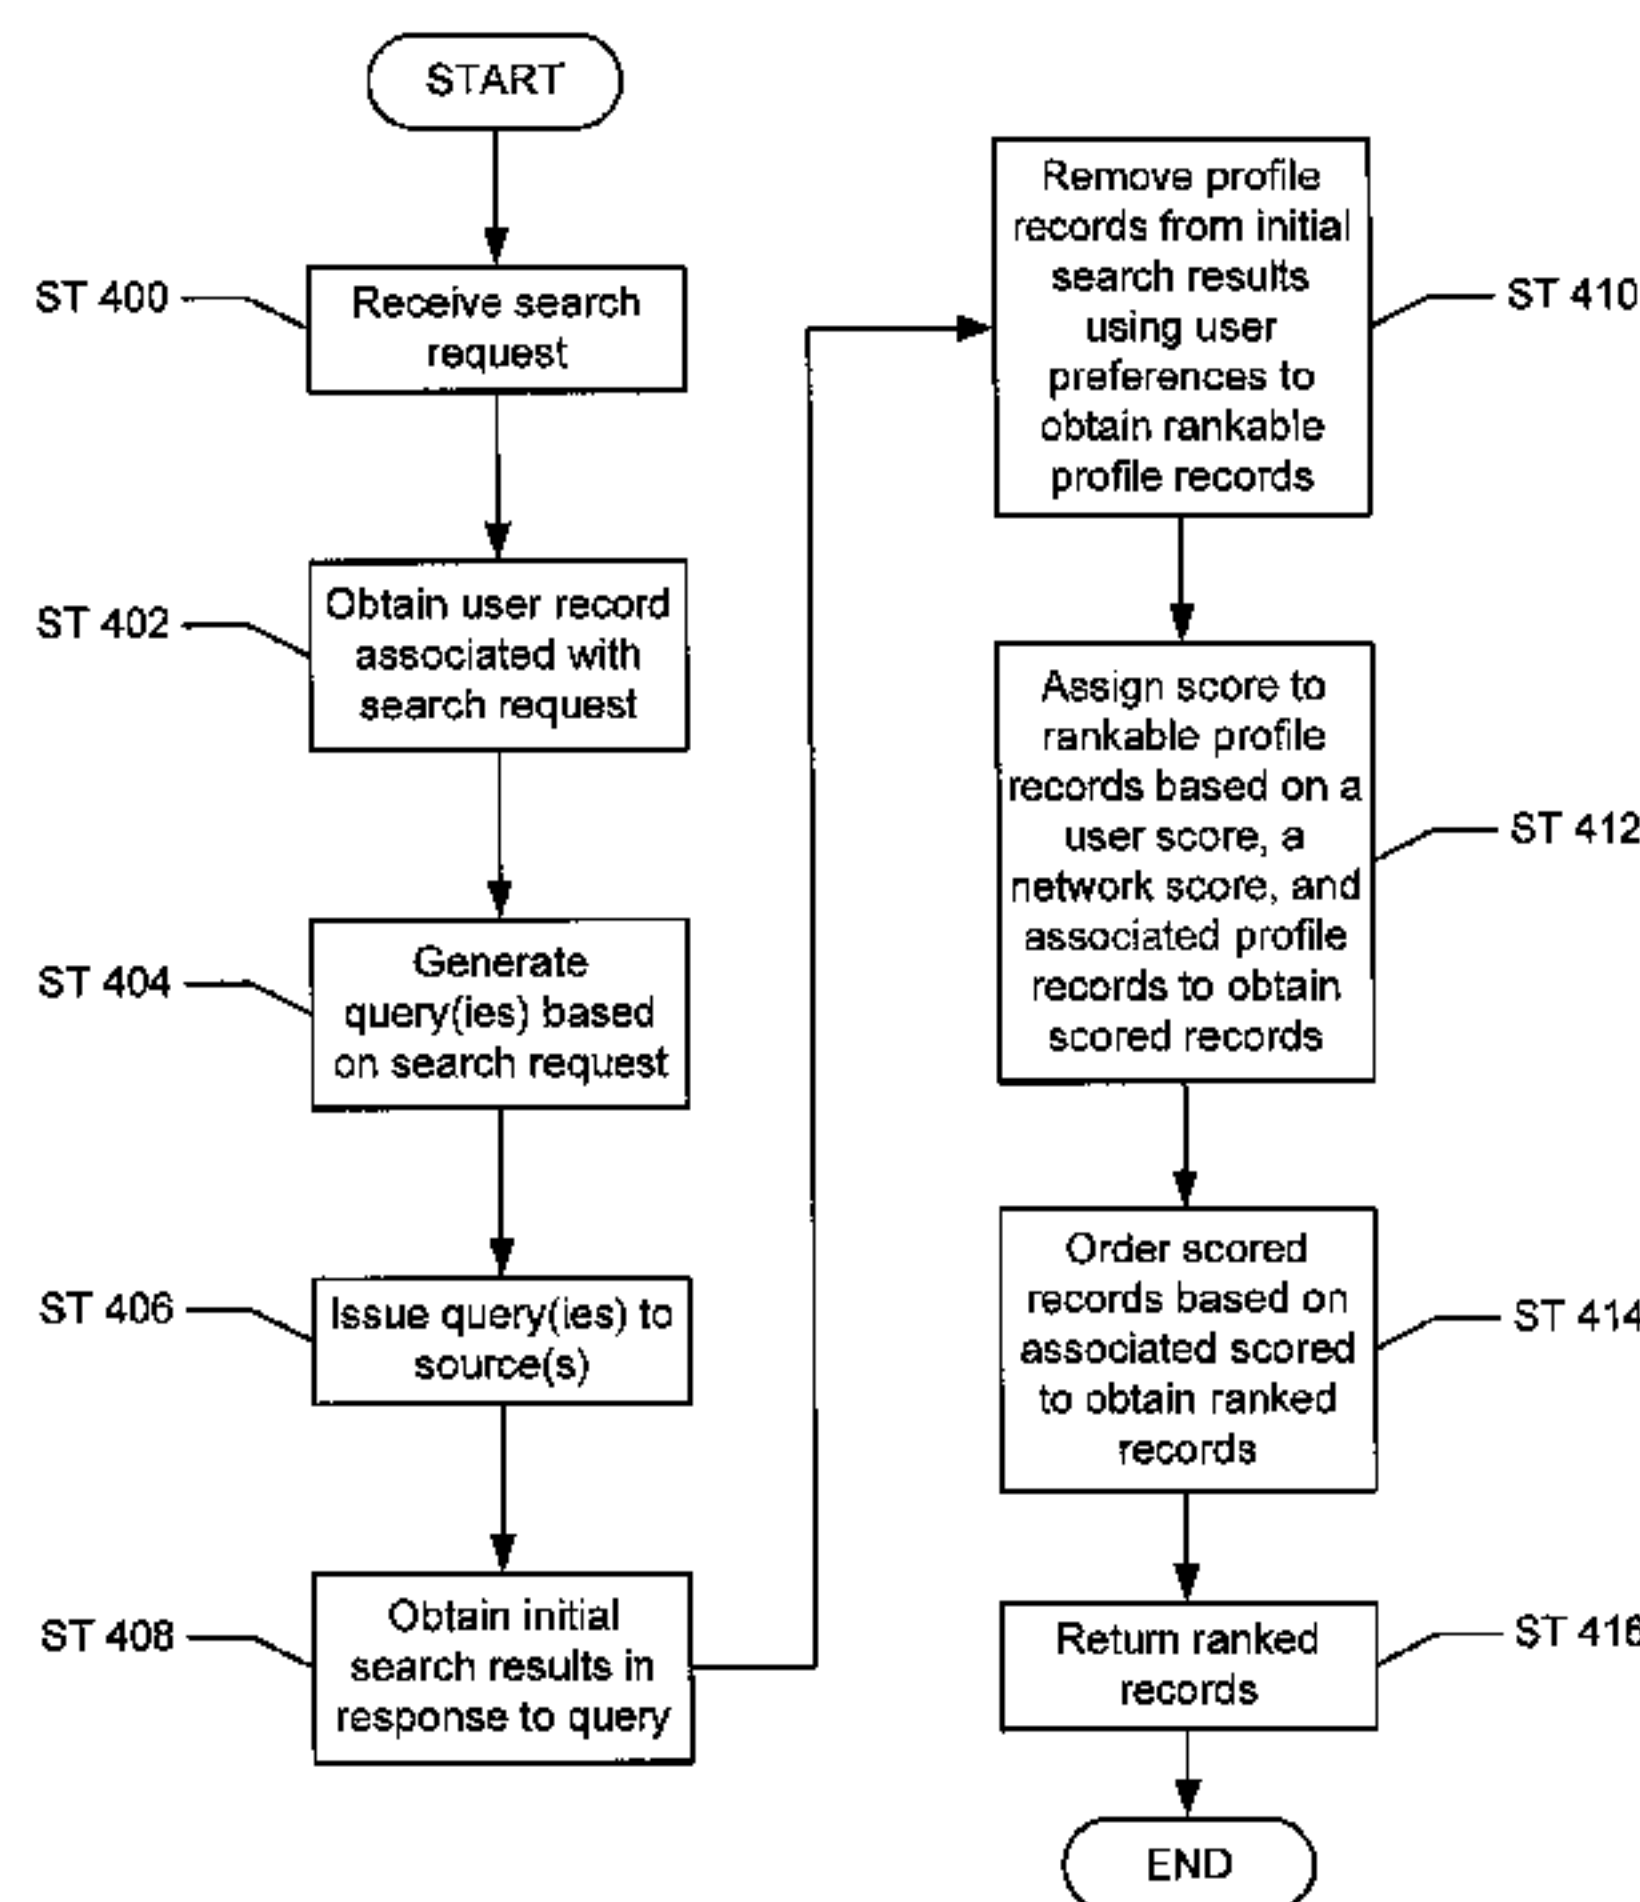 START
ST 400
Receive search
request
ST 402
Obtain user record
associated with
search request
ST 404
Generate
query(ies) based
on search request
ST 406
Issue query(ies) to
source(s)
ST 408
Obtain initial
search results in
response to query
Remove profile
records from initial
search results
using user
preferences to
obtain rankable
profile records
ST 410
Assign score to
rankable profile
records based on a
user score, a
network score, and
associated profile
records to obtain
scored records
ST 412
Order scored
records based on
associated scored
to obtain ranked
records
ST 414
Return ranked
records
ST 416
END